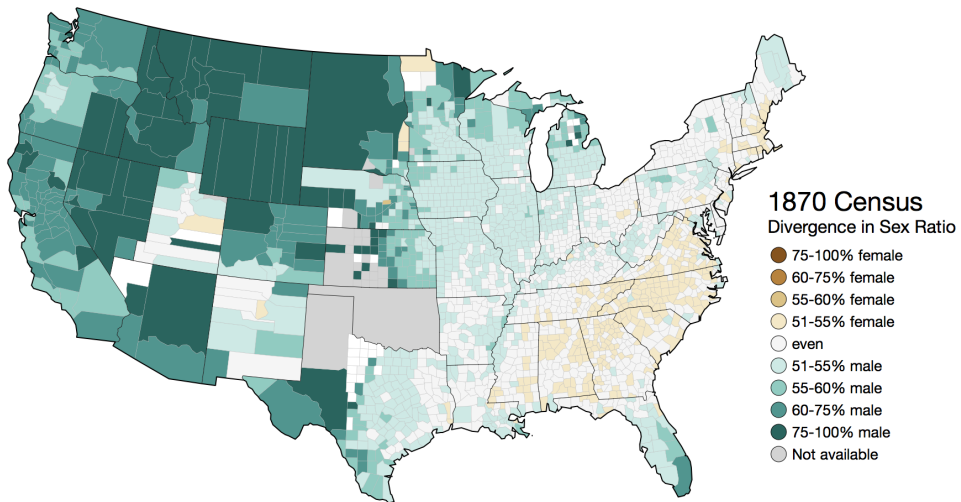 1870 Census
Divergence in Sex Ratio
75-100% female
60-75% female
55-60% female
51-55% female
even
51-55% male
55-60% male
60-75% male
75-100% male
Not available